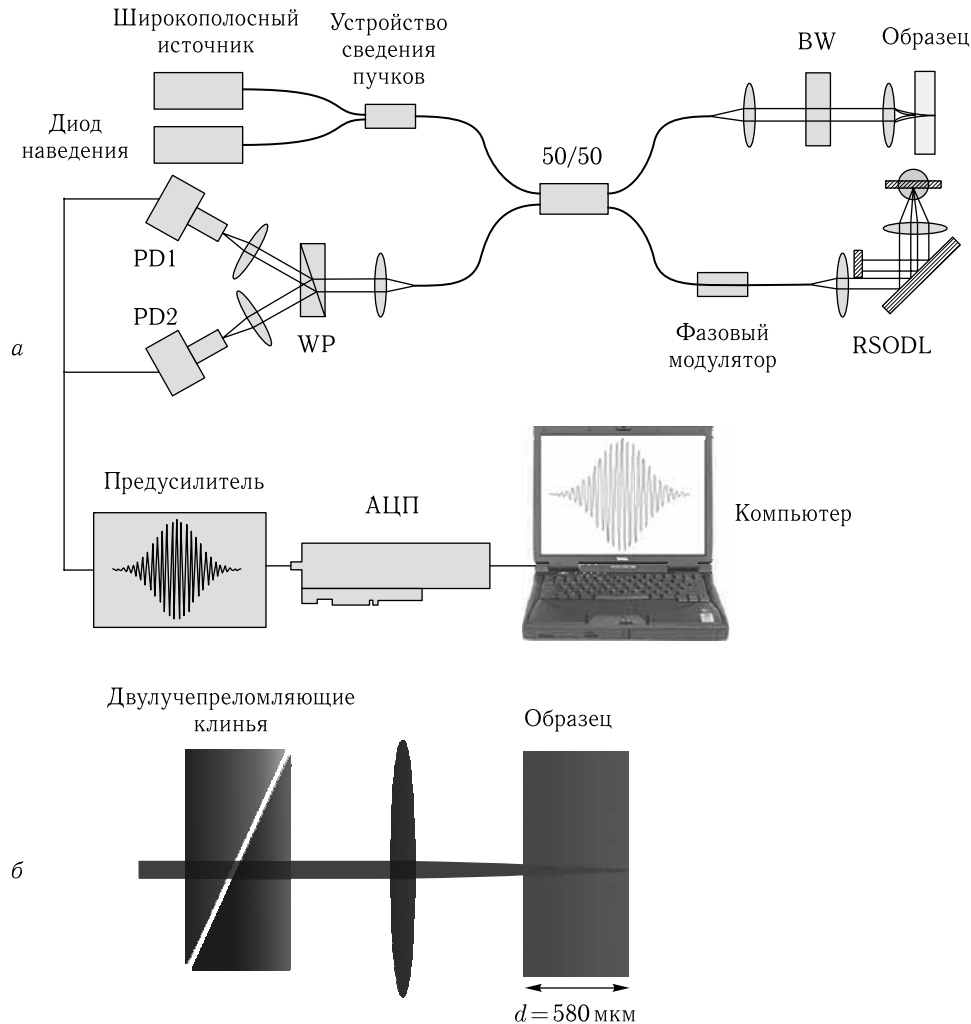 Широкополосный
источник
Устройство
сведения
пучков
BW
Образец
Диод
наведения
50/50
PD1
PD2
WP
Фазовый
модулятор
RSODL
а
Предусилитель
АЦП
Компьютер
Двулучепреломляющие
клинья
Образец
б
d = 580 мкм